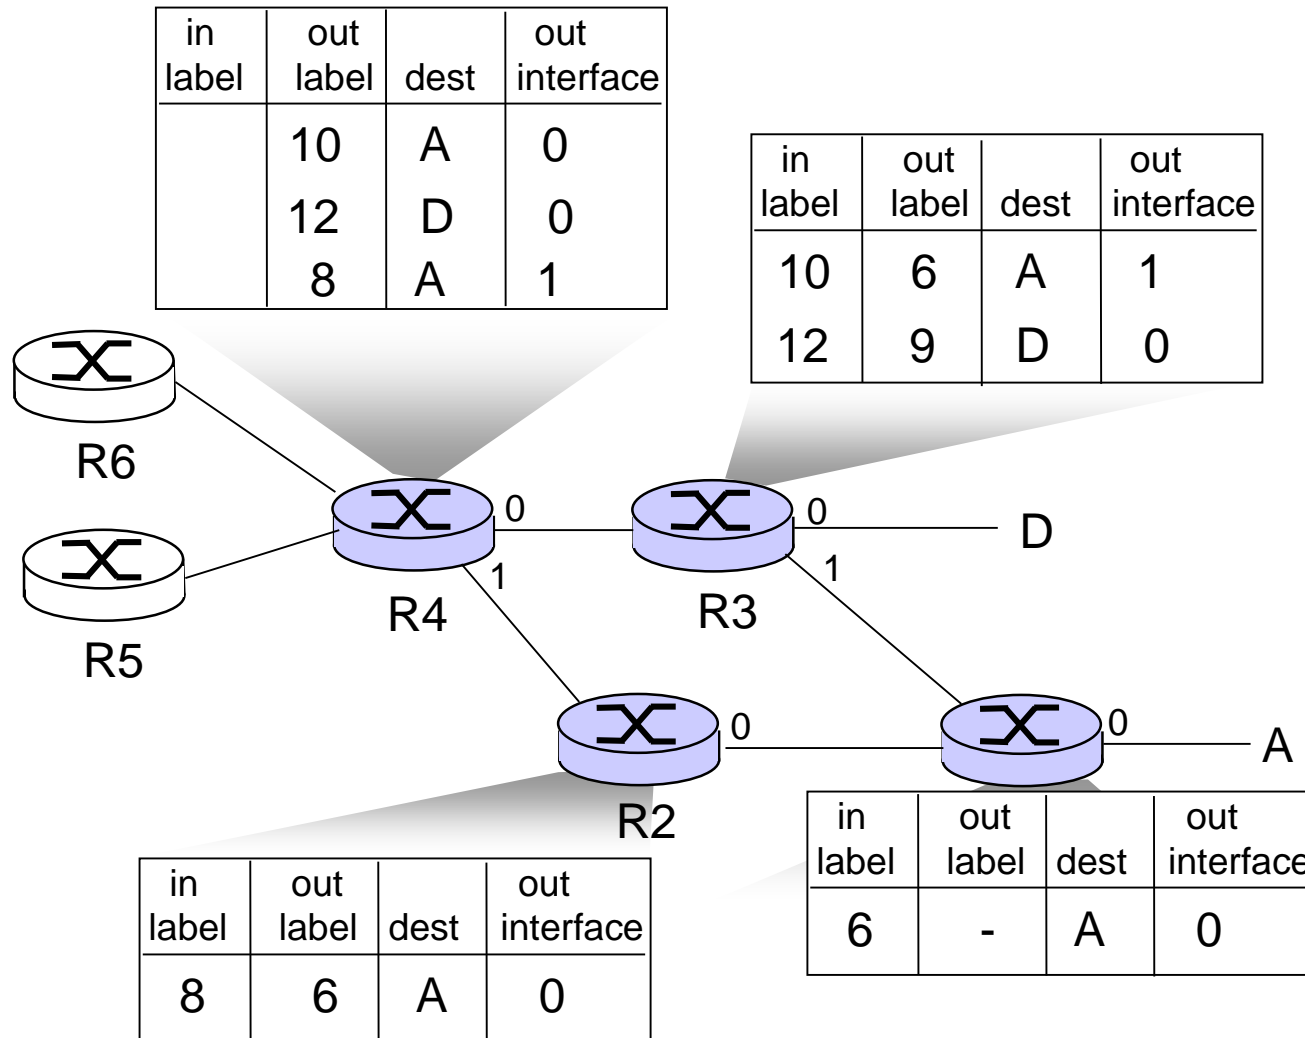 in out out
label label dest interface
10 A 0
12 D 0
8 A 1
in out out
label label dest interface
10 6 A 1
12 9 D 0
R6
0
0
D
1
1
R4
R3
R5
0
0
A
R2
in out out
label label dest interface
6 - A 0
in out out
label label dest interface
8 6 A 0